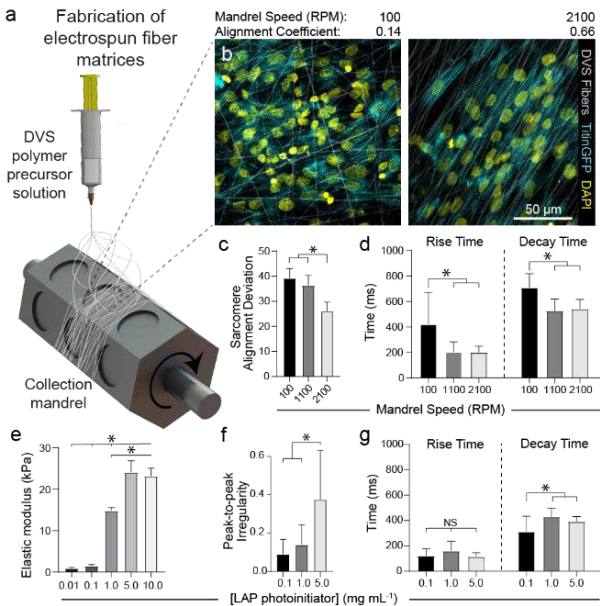 a
Fabrication of
electrospun fiber
matrices
DVS
polymer
precursor
solution
Collection
mandrel
Mandrel Speed (RPM): 100 2100
Alignment Coefficient: 0.14 0.66
b
DVS Fibers TitinGFP DAPI
50 µm
c
Sarcomere
Alignment Deviation
50
40
30
20
10
0
*
100 1100 2100
d
Rise Time Decay Time
Time (ms)
1000
800
600
400
200
0
* *
100 1100 2100 100 1100 2100
Mandrel Speed (RPM)
e
Elastic modulus (kPa)
30
20
10
0
*
*
0.01 0.1 1.0 5.0 10.0
f
Peak-to-peak
Irregularity
0.6
0.4
0.2
0.0
*
0.1 1.0 5.0
g
Rise Time Decay Time
Time (ms)
1000
800
600
400
200
0
NS *
0.1 1.0 5.0 0.1 1.0 5.0
[LAP photoinitiator] (mg mL⁻¹)